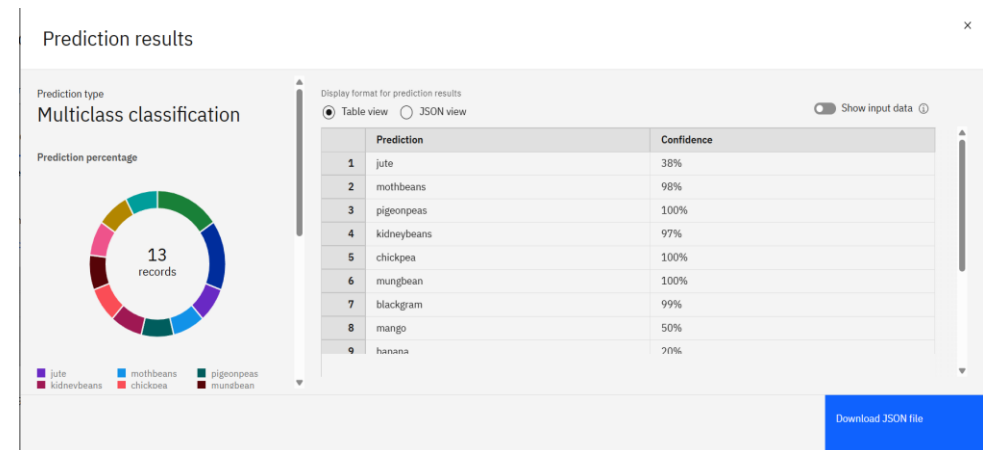 Prediction results
×
Prediction type
Multiclass classification
Prediction percentage
13
records
jute mothbeans pigeonpeas
kidneybeans chickpea mungbean
Display format for prediction results
Table view JSON view
Show input data
Prediction Confidence
1 jute 38%
2 mothbeans 98%
3 pigeonpeas 100%
4 kidneybeans 97%
5 chickpea 100%
6 mungbean 100%
7 blackgram 99%
8 mango 50%
9 banana 20%
Download JSON file